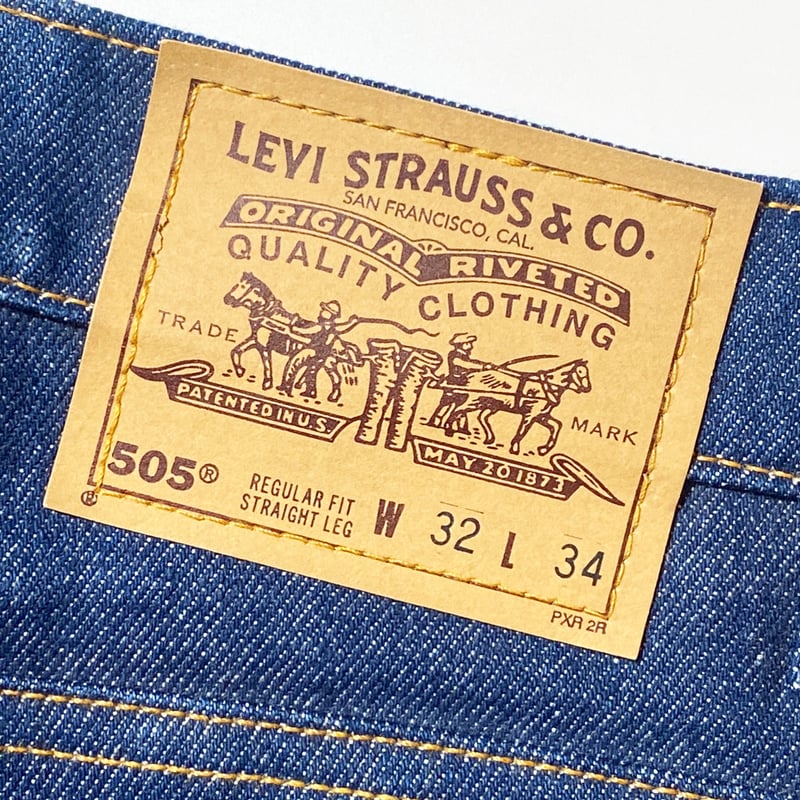 LEVI STRAUSS & CO.
SAN FRANCISCO, CAL.
ORIGINAL RIVETED
QUALITY CLOTHING
TRADE MARK
PATENTED IN U.S.
MAY 20 1873
505®
REGULAR FIT
STRAIGHT LEG
W 32 L 34
®
PXR 2R